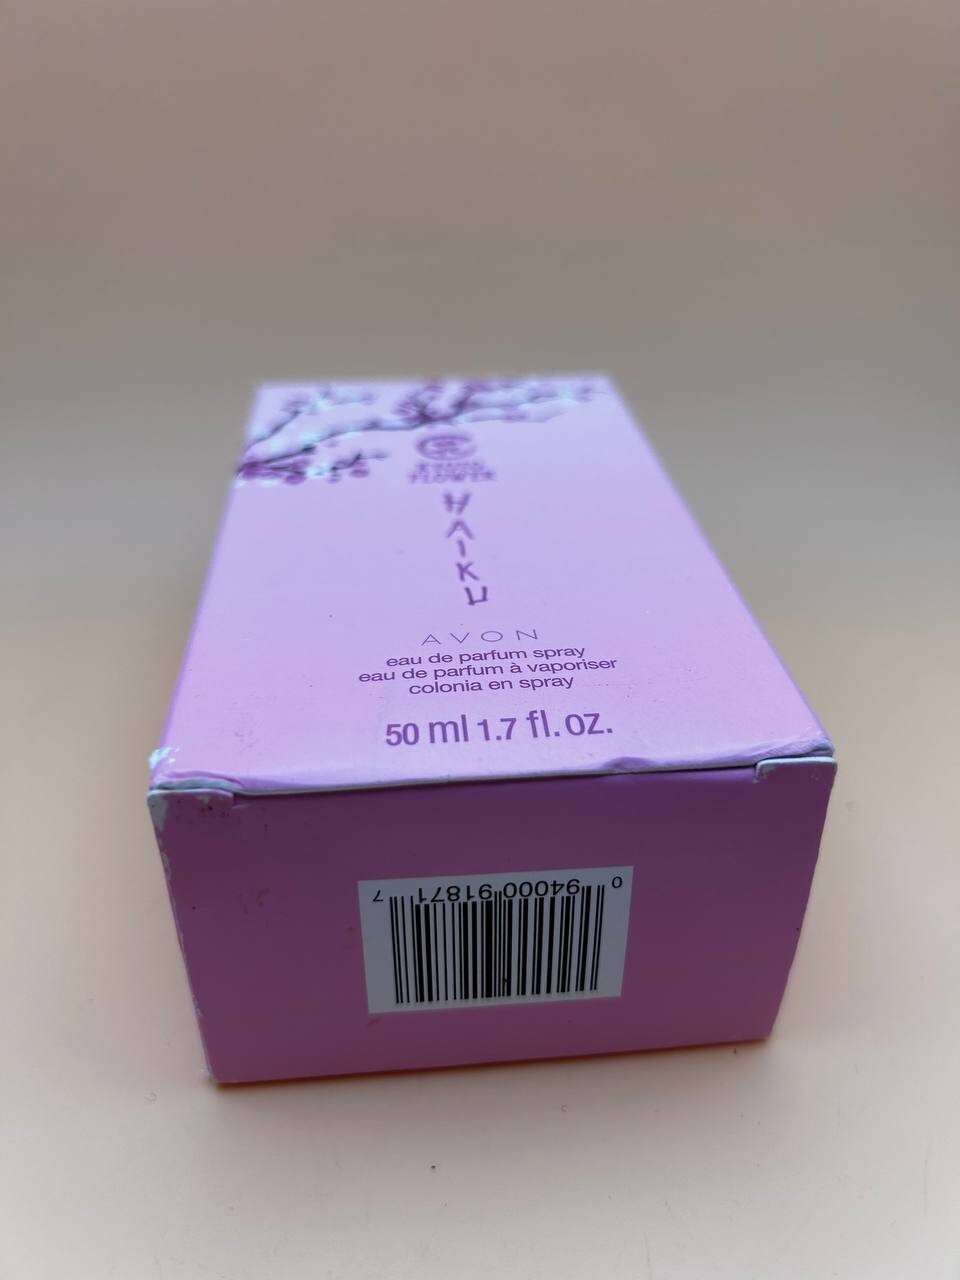 FLOWER
HAIKU
AVON
eau de parfum spray
eau de parfum à vaporiser
colonia en spray
50 ml 1.7 fl. oz.
0 94000 91871 7